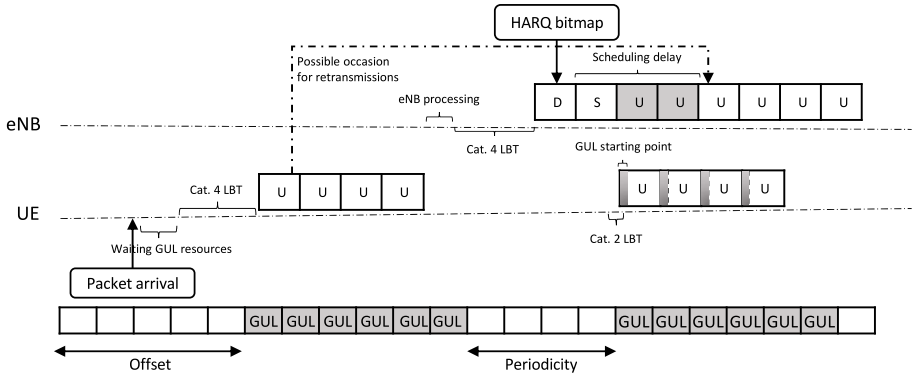 HARQ bitmap
Possible occasion
for retransmissions
Scheduling delay
eNB processing
D S U U U U U U
eNB
Cat. 4 LBT
GUL starting point
Cat. 4 LBT
U U U U
U U U U
UE
Waiting GUL resources
Cat. 2 LBT
Packet arrival
GUL GUL GUL GUL GUL GUL GUL GUL GUL GUL GUL GUL
Offset
Periodicity